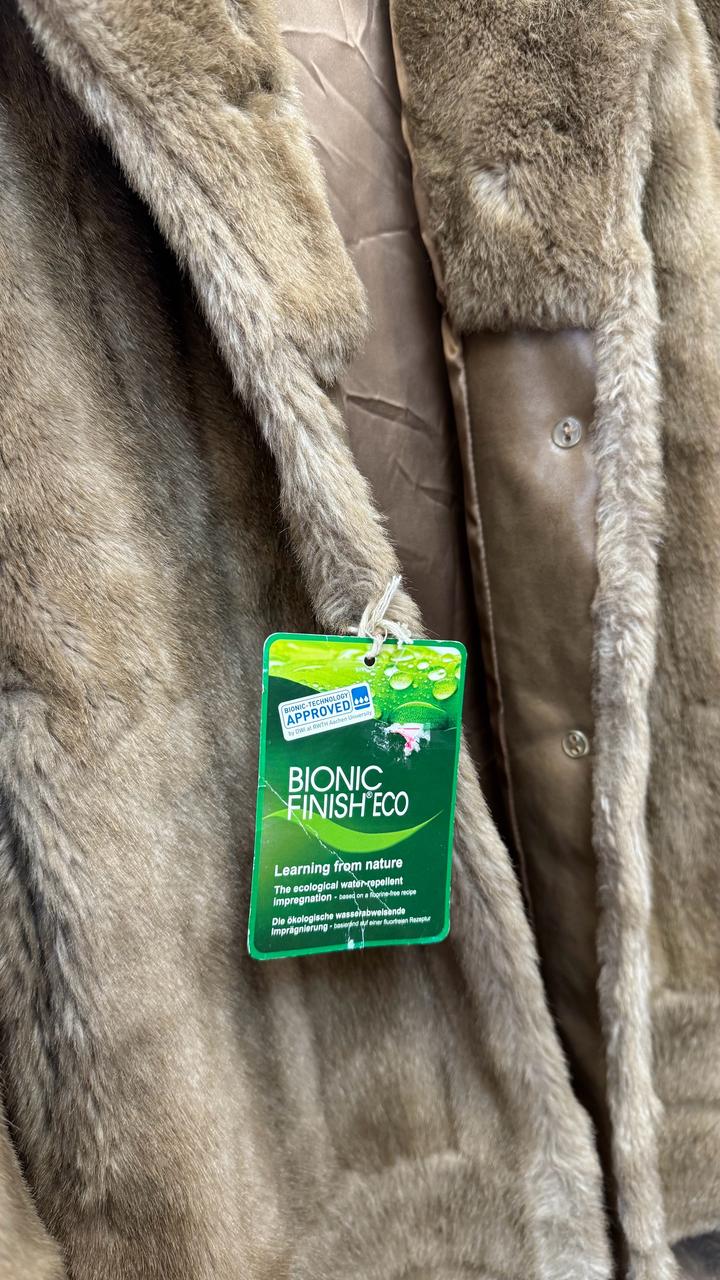 BIONIC-TECHNOLOGY
APPROVED
by DWI at RWTH Aachen University
BIONIC
FINISH® ECO
Learning from nature
The ecological water-repellent
impregnation - based on a fluorine-free recipe
Die ökologische wasserabweisende
Imprägnierung - basierend auf einer fluorfreien Rezeptur